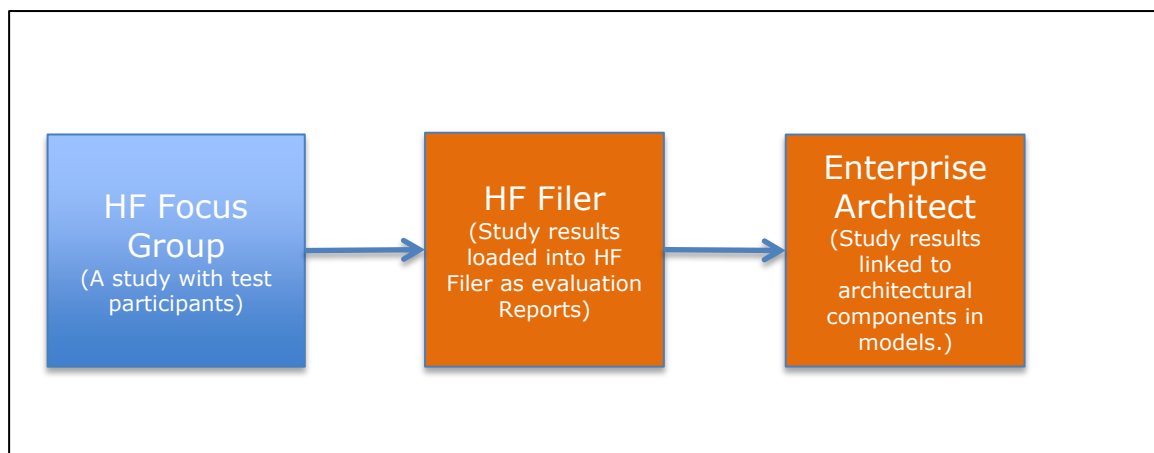 HF Focus
Group
(A study with test
participants)
HF Filer
(Study results
loaded into HF
Filer as evaluation
Reports)
Enterprise
Architect
(Study results
linked to
architectural
components in
models.)